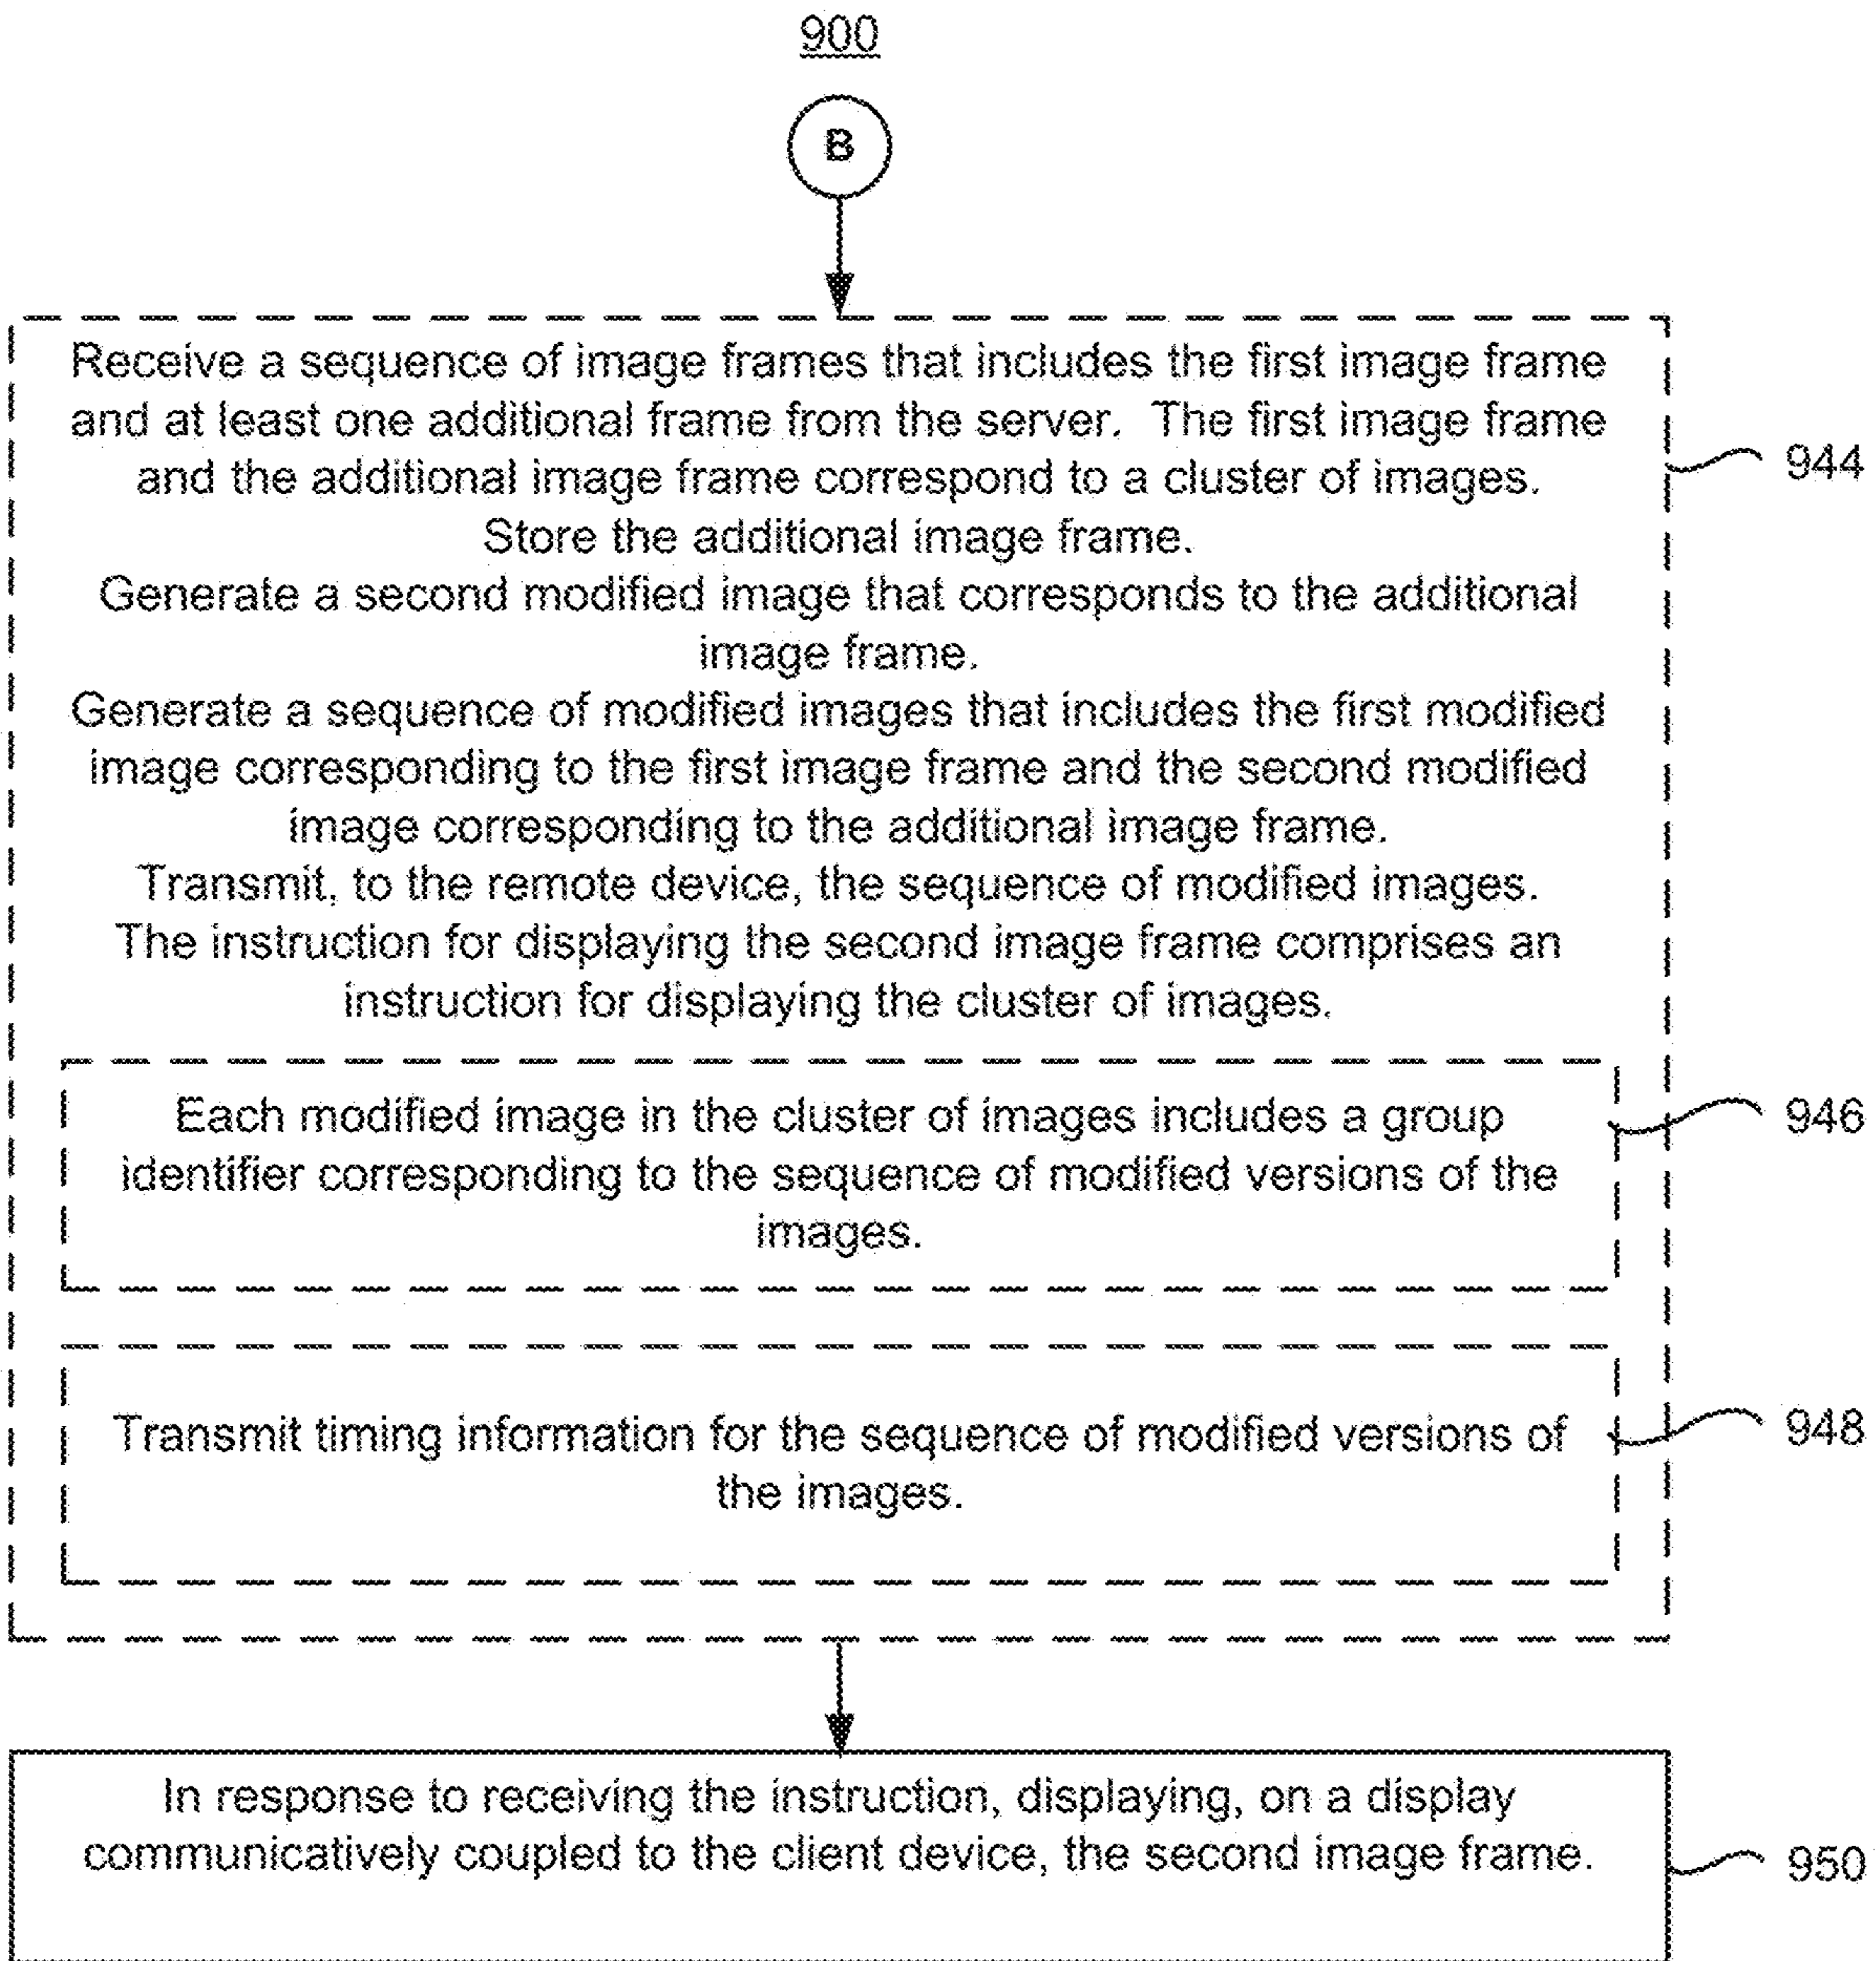 900
B
Receive a sequence of image frames that includes the first image frame
and at least one additional frame from the server. The first image frame
and the additional image frame correspond to a cluster of images.
944
Store the additional image frame.
Generate a second modified image that corresponds to the additional
image frame.
Generate a sequence of modified images that includes the first modified
image corresponding to the first image frame and the second modified
image corresponding to the additional image frame.
Transmit, to the remote device, the sequence of modified images.
The instruction for displaying the second image frame comprises an
instruction for displaying the cluster of images.
Each modified image in the cluster of images includes a group
946
identifier corresponding to the sequence of modified versions of the
images.
Transmit timing information for the sequence of modified versions of
948
the images.
In response to receiving the instruction, displaying, on a display
communicatively coupled to the client device, the second image frame.
950